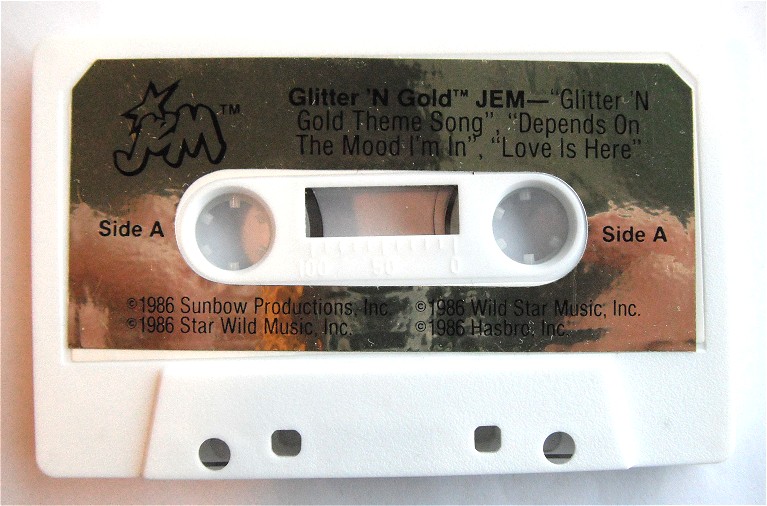 JEM™
Glitter 'N Gold™ JEM—"Glitter 'N
Gold Theme Song", "Depends On
The Mood I'm In", "Love Is Here"
Side A
Side A
100 50 0
©1986 Sunbow Productions, Inc. ©1986 Wild Star Music, Inc.
©1986 Star Wild Music, Inc. ©1986 Hasbro, Inc.